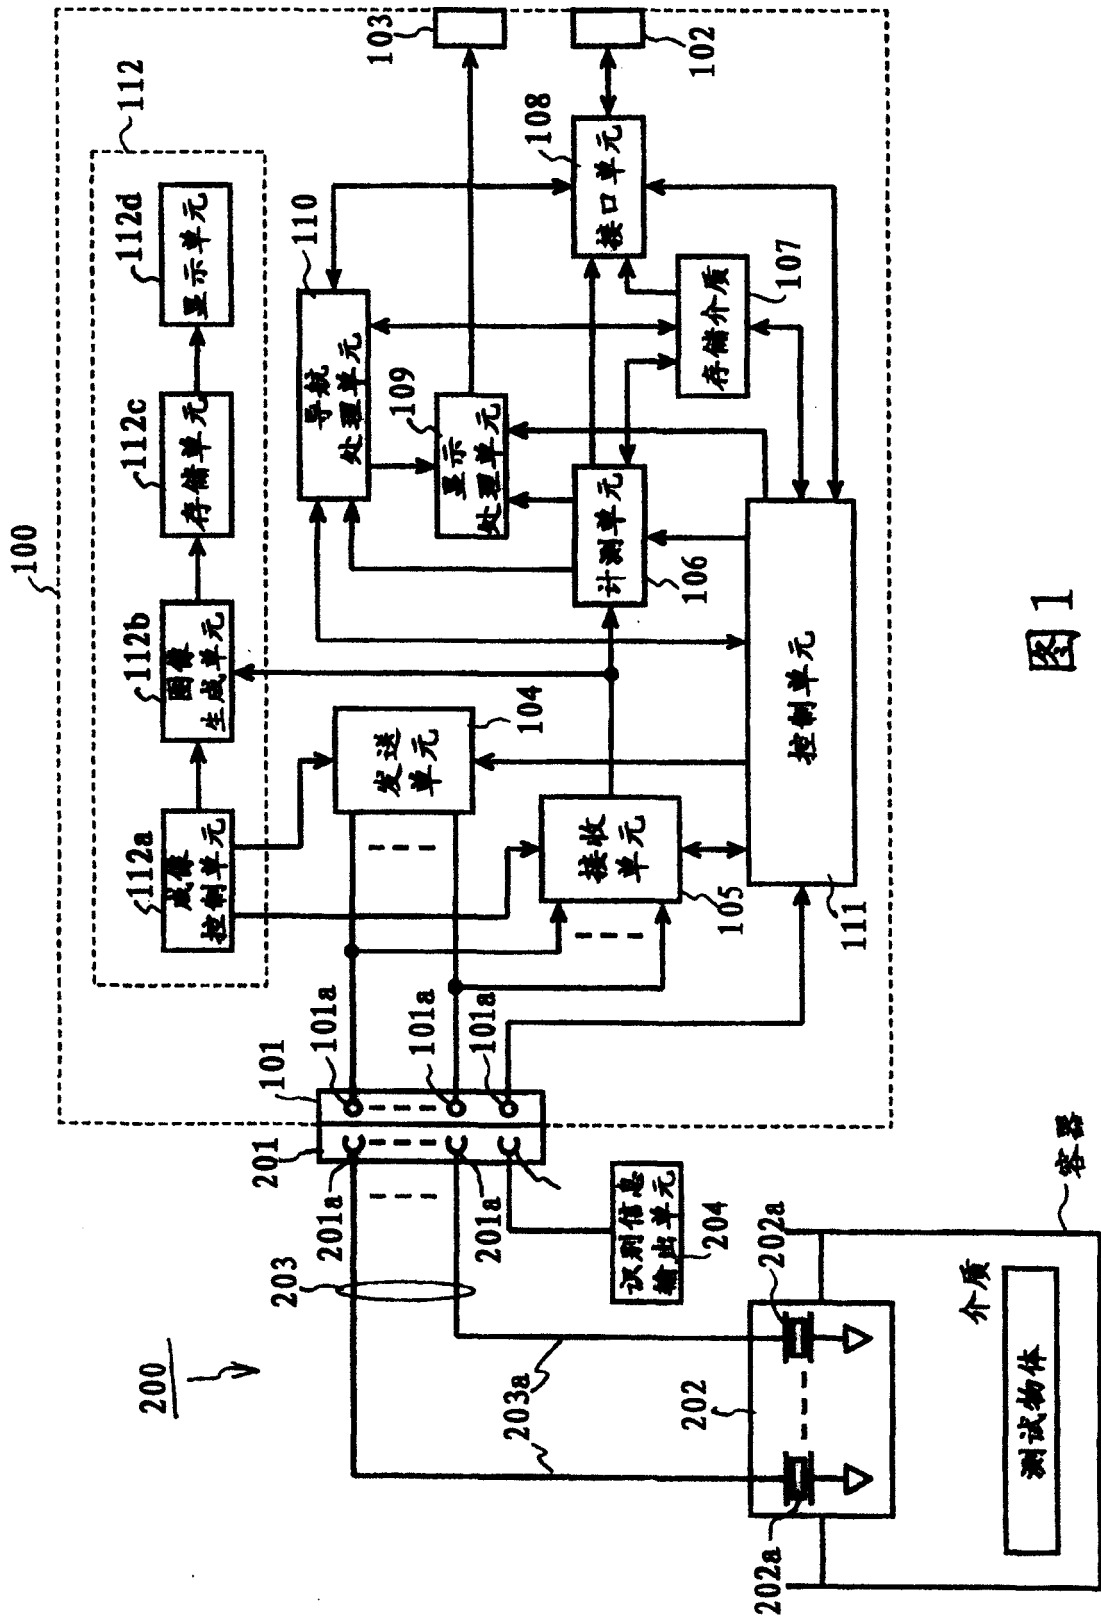 100
112
112a
成像
控制单元
112b
图像
生成单元
112c
存储单元
112d
显示单元
103
102
110
导航
处理单元
109
显示
处理单元
108
接口单元
107
存储介质
106
计测单元
104
发送
单元
105
接收
单元
111
控制单元
101
101a
101a
101a
201
201a
201a
201a
203
203a
204
识别信息
输出单元
200
202
202a
202a
容器
介质
测试物体
图1